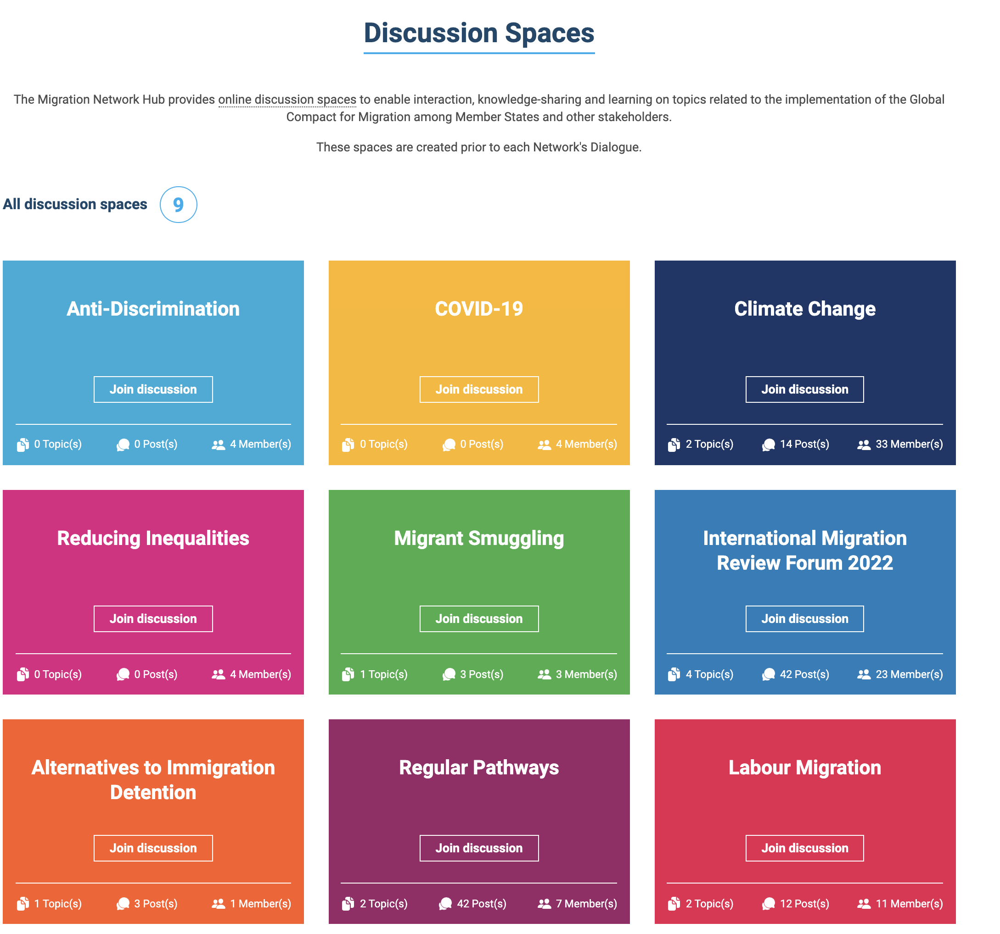 Discussion Spaces
The Migration Network Hub provides online discussion spaces to enable interaction, knowledge-sharing and learning on topics related to the implementation of the Global
Compact for Migration among Member States and other stakeholders.
These spaces are created prior to each Network's Dialogue.
All discussion spaces 9
Anti-Discrimination
Join discussion
0 Topic(s) 0 Post(s) 4 Member(s)
COVID-19
Join discussion
0 Topic(s) 0 Post(s) 4 Member(s)
Climate Change
Join discussion
2 Topic(s) 14 Post(s) 33 Member(s)
Reducing Inequalities
Join discussion
0 Topic(s) 0 Post(s) 4 Member(s)
Migrant Smuggling
Join discussion
1 Topic(s) 3 Post(s) 3 Member(s)
International Migration
Review Forum 2022
Join discussion
4 Topic(s) 42 Post(s) 23 Member(s)
Alternatives to Immigration
Detention
Join discussion
1 Topic(s) 3 Post(s) 1 Member(s)
Regular Pathways
Join discussion
2 Topic(s) 42 Post(s) 7 Member(s)
Labour Migration
Join discussion
2 Topic(s) 12 Post(s) 11 Member(s)